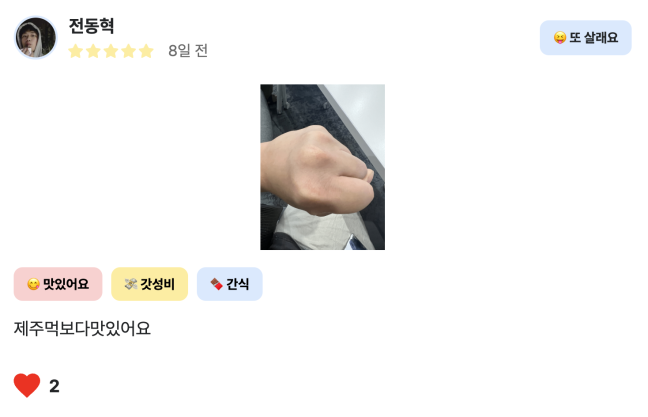 전동혁
8일 전
😝 또 살래요
😋 맛있어요
💸 갓성비
🍫 간식
제주먹보다맛있어요
2